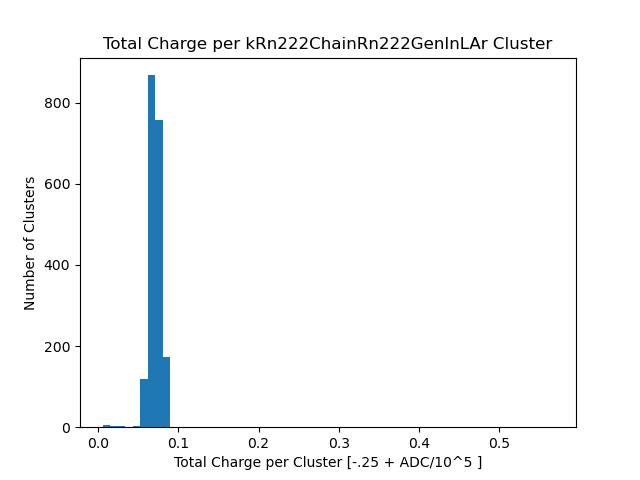 Total Charge per kRn222ChainRn222GenInLAr Cluster
Number of Clusters
800
600
400
200
0
0.0 0.1 0.2 0.3 0.4 0.5
Total Charge per Cluster [-.25 + ADC/10^5 ]